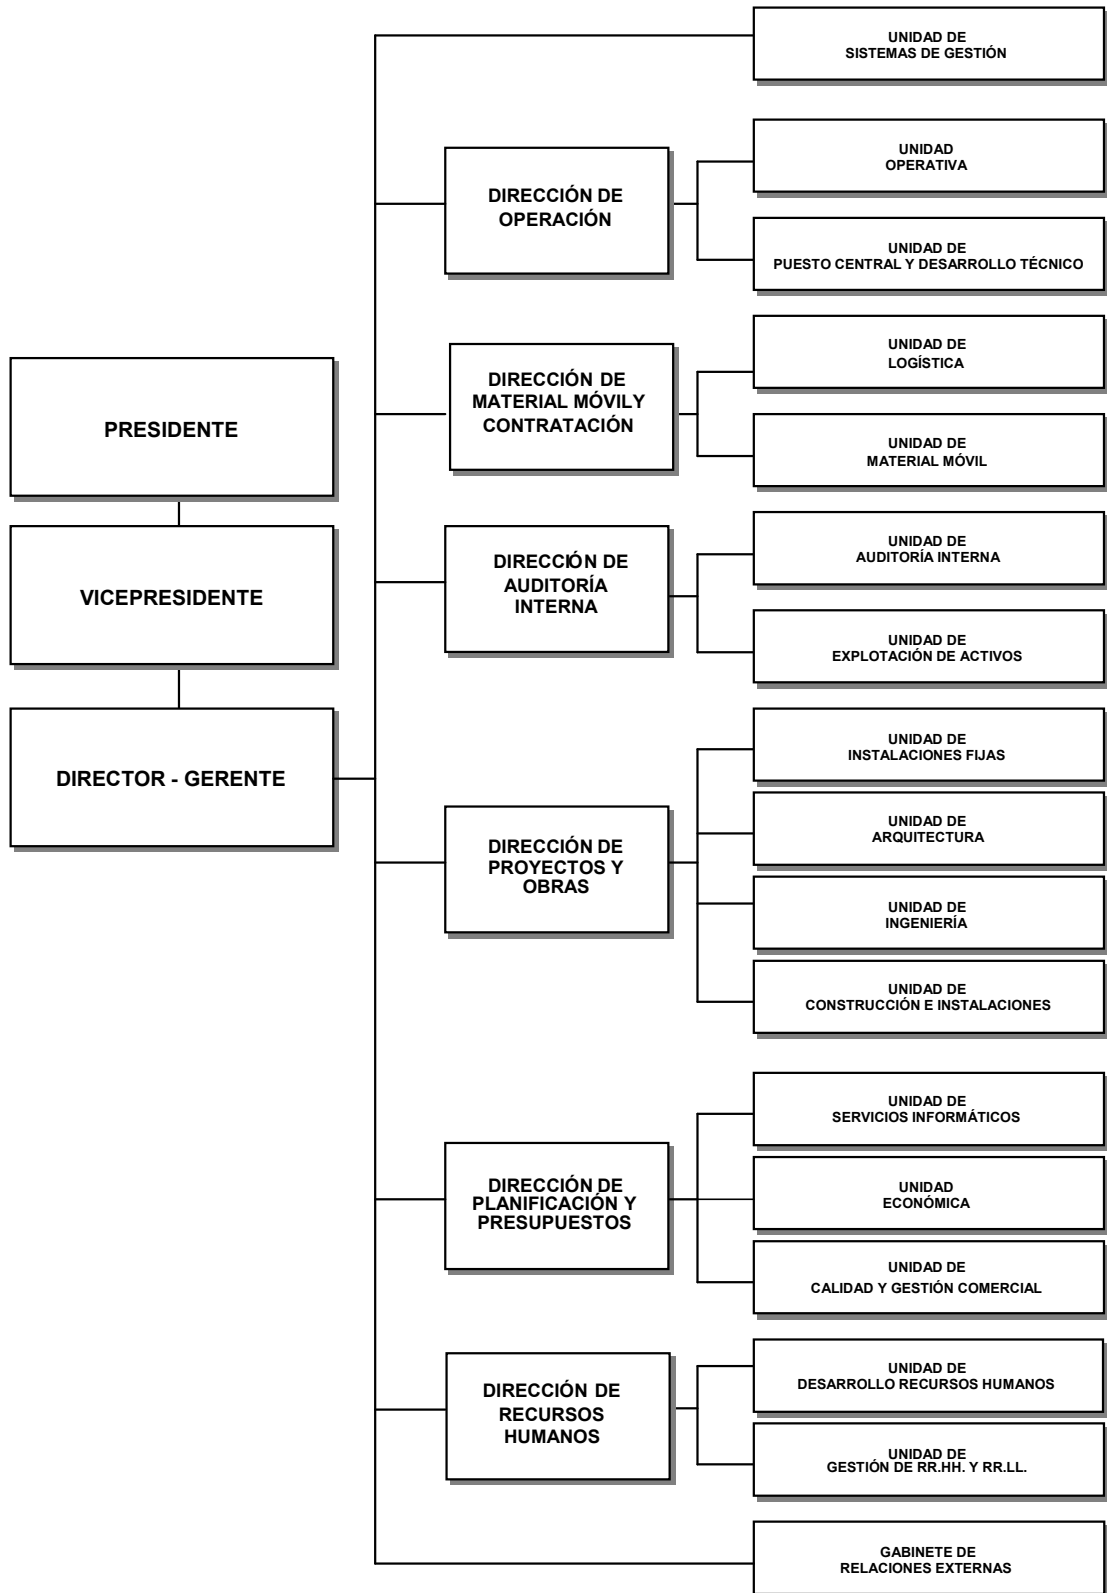 UNIDAD DE
SISTEMAS DE GESTIÓN
DIRECCIÓN DE
OPERACIÓN
UNIDAD
OPERATIVA
UNIDAD DE
PUESTO CENTRAL Y DESARROLLO TÉCNICO
PRESIDENTE
VICEPRESIDENTE
DIRECTOR - GERENTE
DIRECCIÓN DE
MATERIAL MÓVILY
CONTRATACIÓN
UNIDAD DE
LOGÍSTICA
UNIDAD DE
MATERIAL MÓVIL
DIRECCIÓN DE
AUDITORÍA
INTERNA
UNIDAD DE
AUDITORÍA INTERNA
UNIDAD DE
EXPLOTACIÓN DE ACTIVOS
DIRECCIÓN DE
PROYECTOS Y
OBRAS
UNIDAD DE
INSTALACIONES FIJAS
UNIDAD DE
ARQUITECTURA
UNIDAD DE
INGENIERÍA
UNIDAD DE
CONSTRUCCIÓN E INSTALACIONES
DIRECCIÓN DE
PLANIFICACIÓN Y
PRESUPUESTOS
UNIDAD DE
SERVICIOS INFORMÁTICOS
UNIDAD
ECONÓMICA
UNIDAD DE
CALIDAD Y GESTIÓN COMERCIAL
DIRECCIÓN DE
RECURSOS
HUMANOS
UNIDAD DE
DESARROLLO RECURSOS HUMANOS
UNIDAD DE
GESTIÓN DE RR.HH. Y RR.LL.
GABINETE DE
RELACIONES EXTERNAS